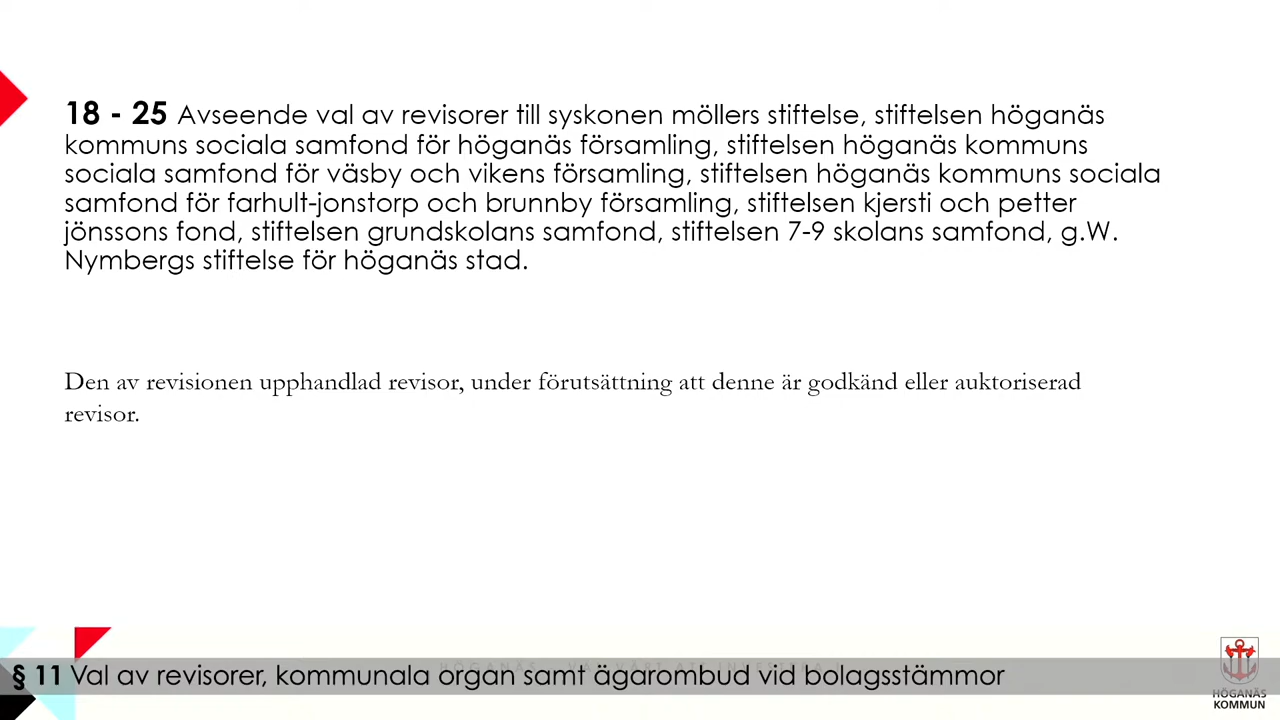 18 - 25 Avseende val av revisorer till syskonen möllers stiftelse, stiftelsen höganäs
kommuns sociala samfond för höganäs församling, stiftelsen höganäs kommuns
sociala samfond för väsby och vikens församling, stiftelsen höganäs kommuns sociala
samfond för farhult-jonstorp och brunnby församling, stiftelsen kjersti och petter
jönssons fond, stiftelsen grundskolans samfond, stiftelsen 7-9 skolans samfond, g.W.
Nymbergs stiftelse för höganäs stad.
Den av revisionen upphandlad revisor, under förutsättning att denne är godkänd eller auktoriserad
revisor.
§ 11 Val av revisorer, kommunala organ samt ägarombud vid bolagsstämmor
HÖGANÄS
KOMMUN